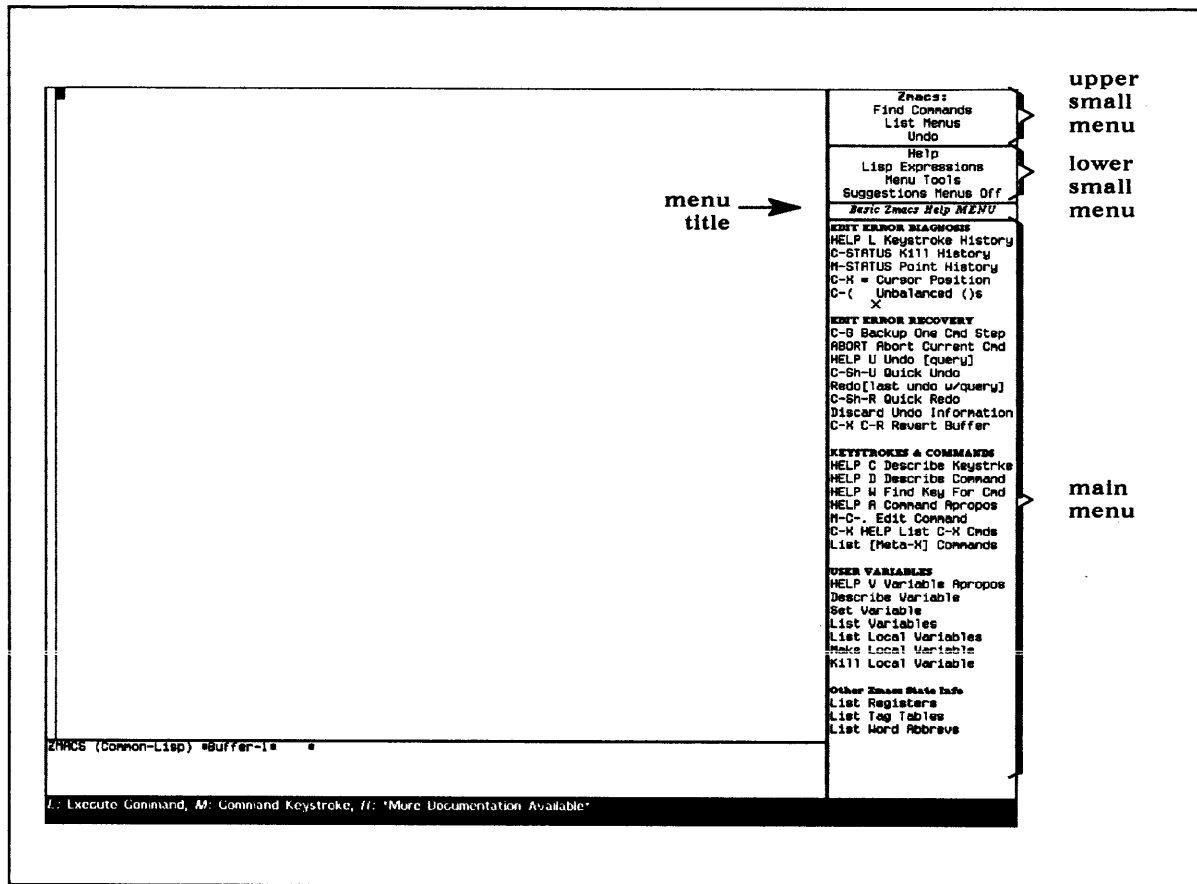 upper
small
menu
lower
small
menu
menu
title
main
menu
Zmacs:
Find Commands
List Menus
Undo
Help
Lisp Expressions
Menu Tools
Suggestions Menus Off
Basic Zmacs Help MENU
EDIT ERROR DIAGNOSIS
HELP L Keystroke History
C-STATUS Kill History
M-STATUS Point History
C-X = Cursor Position
C-( Unbalanced ()s
EDIT ERROR RECOVERY
C-G Backup One Cmd Step
ABORT Abort Current Cmd
HELP U Undo [query]
C-Sh-U Quick Undo
Redo[last undo w/query]
C-Sh-R Quick Redo
Discard Undo Information
C-X C-R Revert Buffer
KEYSTROKES & COMMANDS
HELP C Describe Keystrke
HELP D Describe Command
HELP W Find Key For Cmd
HELP A Command Apropos
M-C-. Edit Command
C-X HELP List C-X Cmds
List [Meta-X] Commands
USER VARIABLES
HELP V Variable Apropos
Describe Variable
Set Variable
List Variables
List Local Variables
Make Local Variable
Kill Local Variable
Other Zmacs State Info
List Registers
List Tag Tables
List Word Abbrevs
ZMACS (Common-Lisp) *Buffer-1* *
L: Execute Command, M: Command Keystroke, R: *More Documentation Available*